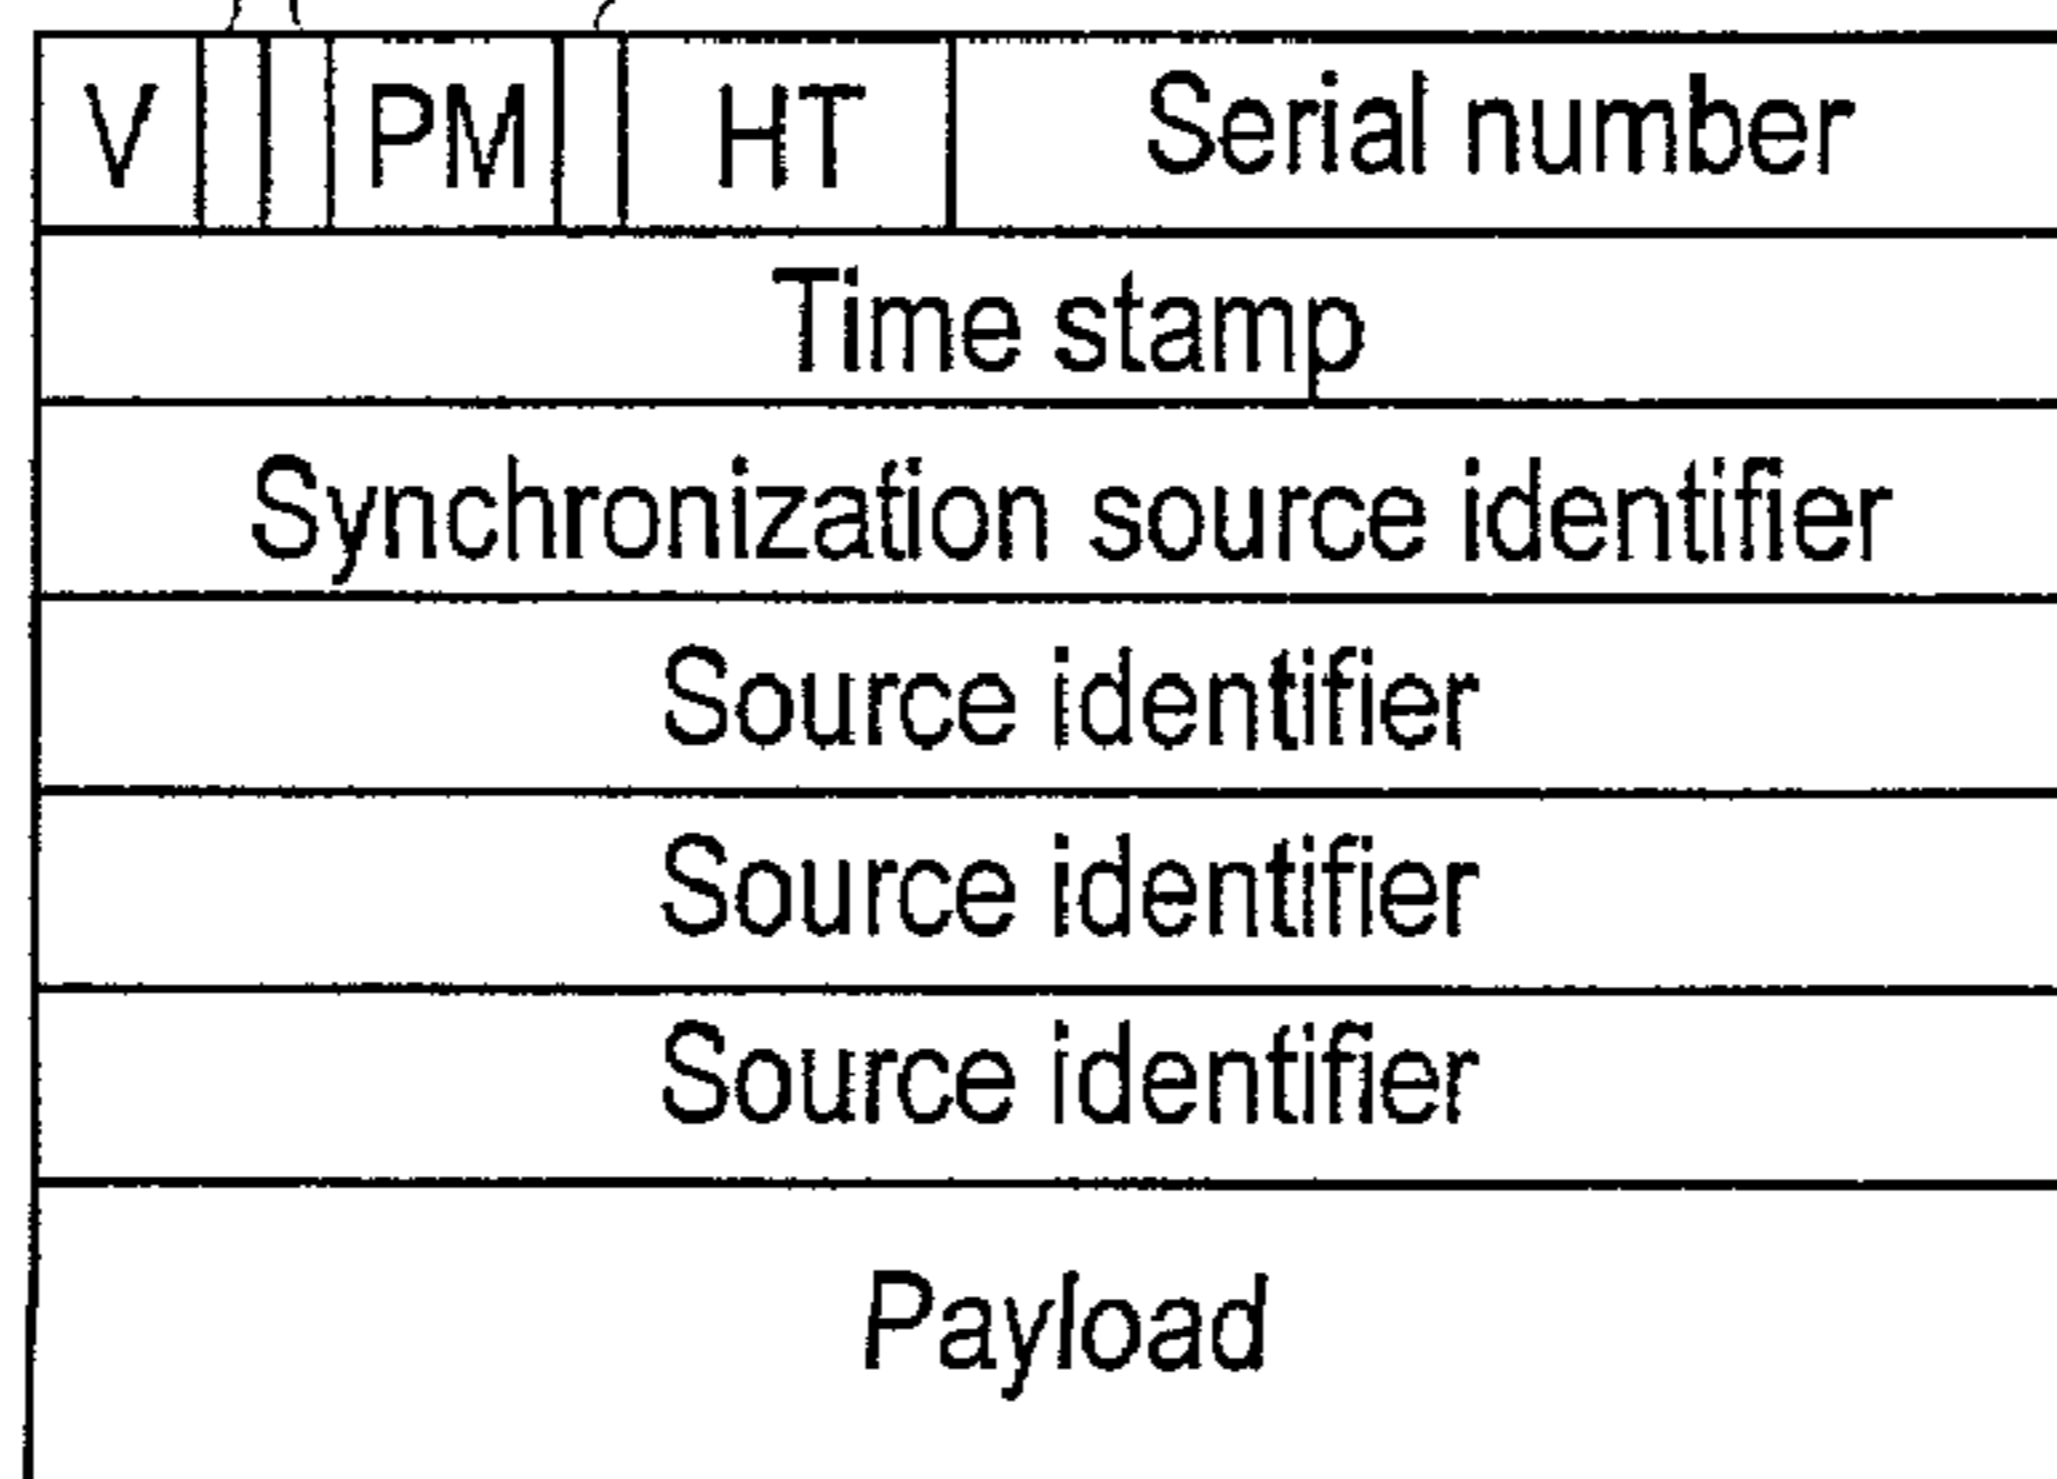 V PM HT Serial number
Time stamp
Synchronization source identifier
Source identifier
Source identifier
Source identifier
Payload